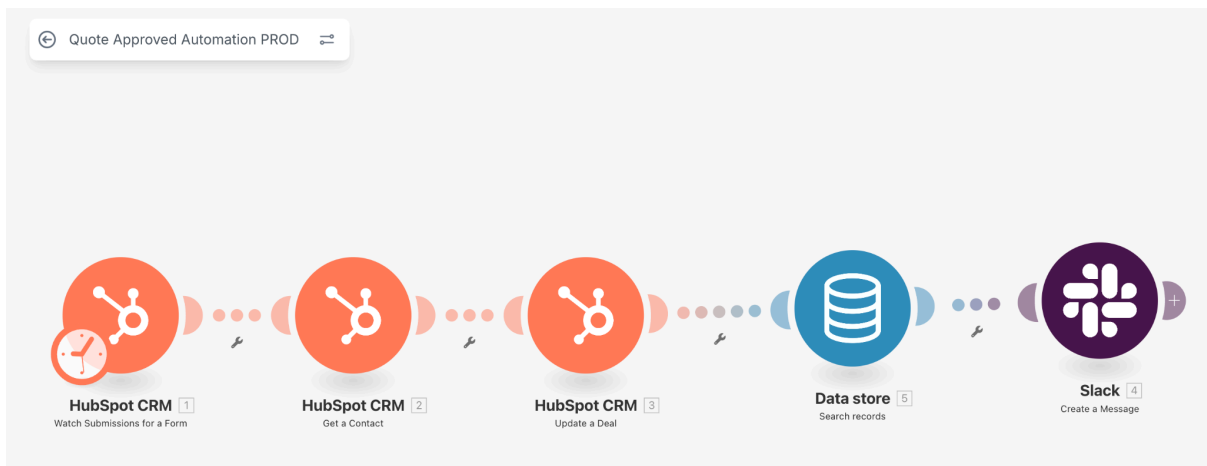 Quote Approved Automation PROD
HubSpot CRM 1
Watch Submissions for a Form
HubSpot CRM 2
Get a Contact
HubSpot CRM 3
Update a Deal
Data store 5
Search records
Slack 4
Create a Message